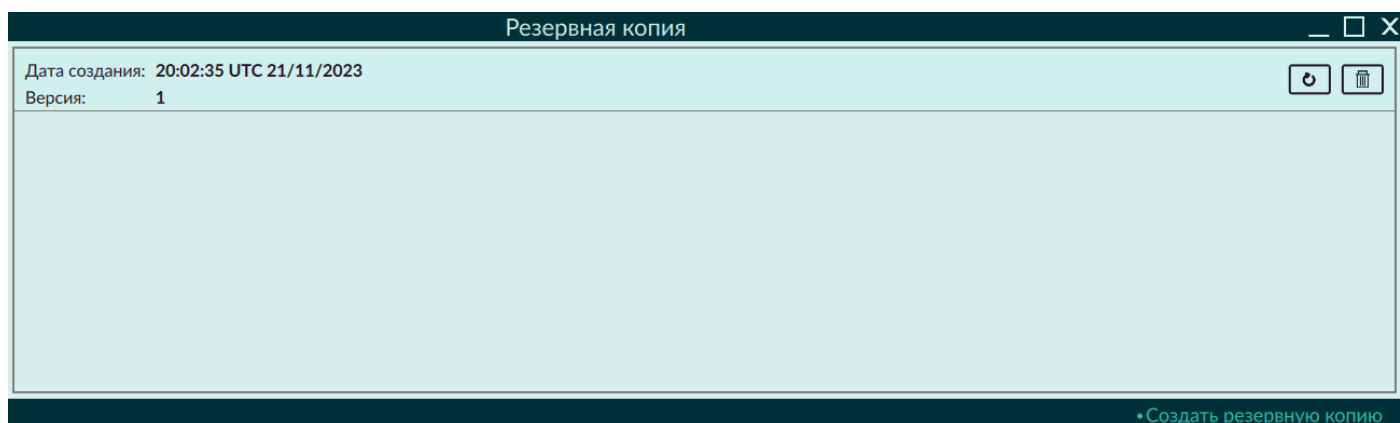 Резервная копия
Дата создания: 20:02:35 UTC 21/11/2023
Версия: 1
•Создать резервную копию